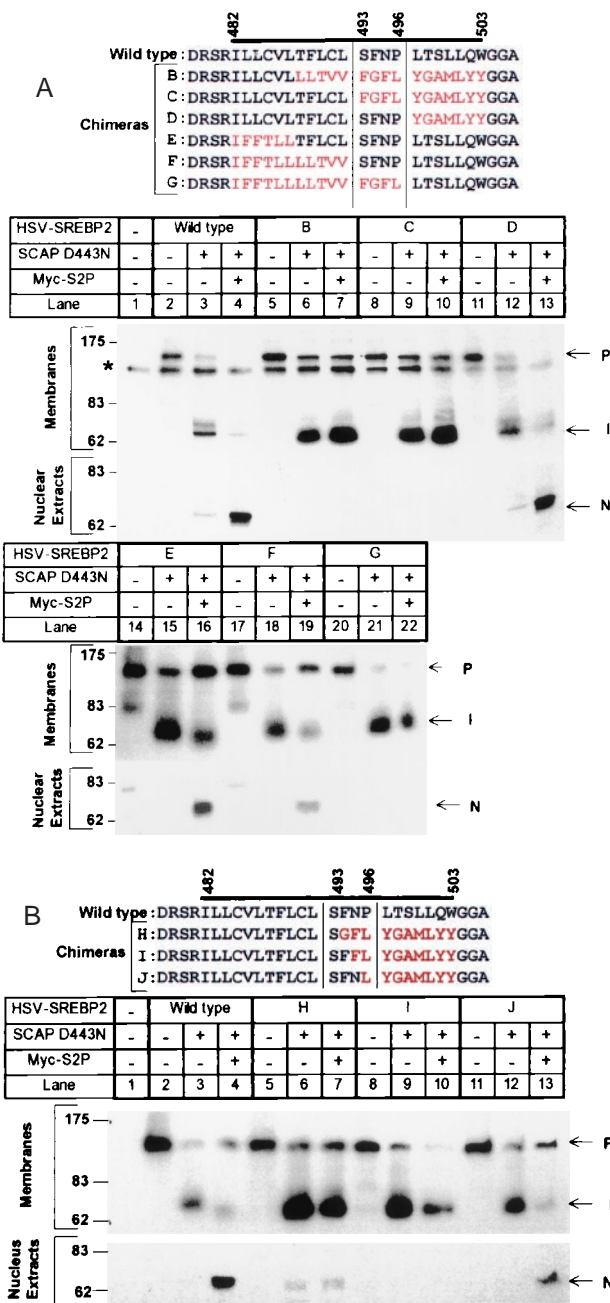 482 493 496 503
Wild type: DRSRILLCVLTFLCL SFNP LTSLLQWGGA
A
Chimeras
B: DRSRILLCVLLLTVV FGFL YGAMLYYGGA
C: DRSRILLCVLTFLCL FGFL YGAMLYYGGA
D: DRSRILLCVLTFLCL SFNP YGAMLYYGGA
E: DRSRIFFTLLTFLCL SFNP LTSLLQWGGA
F: DRSRIFFTLLLLTVV SFNP LTSLLQWGGA
G: DRSRIFFTLLLLTVV FGFL LTSLLQWGGA
HSV-SREBP2 - Wild type B C D
SCAP D443N - - + + - + + - + + - + +
Myc-S2P - - - + - - + - - + - - +
Lane 1 2 3 4 5 6 7 8 9 10 11 12 13
Membranes
175
*
83
62
P
I
Nuclear Extracts
83
62
N
HSV-SREBP2 E F G
SCAP D443N - + + - + + - + +
Myc-S2P - - + - - + - - +
Lane 14 15 16 17 18 19 20 21 22
Membranes
175
83
62
P
I
Nuclear Extracts
83
62
N
B
482 493 496 503
Wild type: DRSRILLCVLTFLCL SFNP LTSLLQWGGA
Chimeras
H: DRSRILLCVLTFLCL SGFL YGAMLYYGGA
I: DRSRILLCVLTFLCL SFFL YGAMLYYGGA
J: DRSRILLCVLTFLCL SFNL YGAMLYYGGA
HSV-SREBP2 - Wild type H I J
SCAP D443N - - + + - + + - + + - + +
Myc-S2P - - - + - - + - - + - - +
Lane 1 2 3 4 5 6 7 8 9 10 11 12 13
Membranes
175
83
62
P
I
Nucleus Extracts
83
62
N